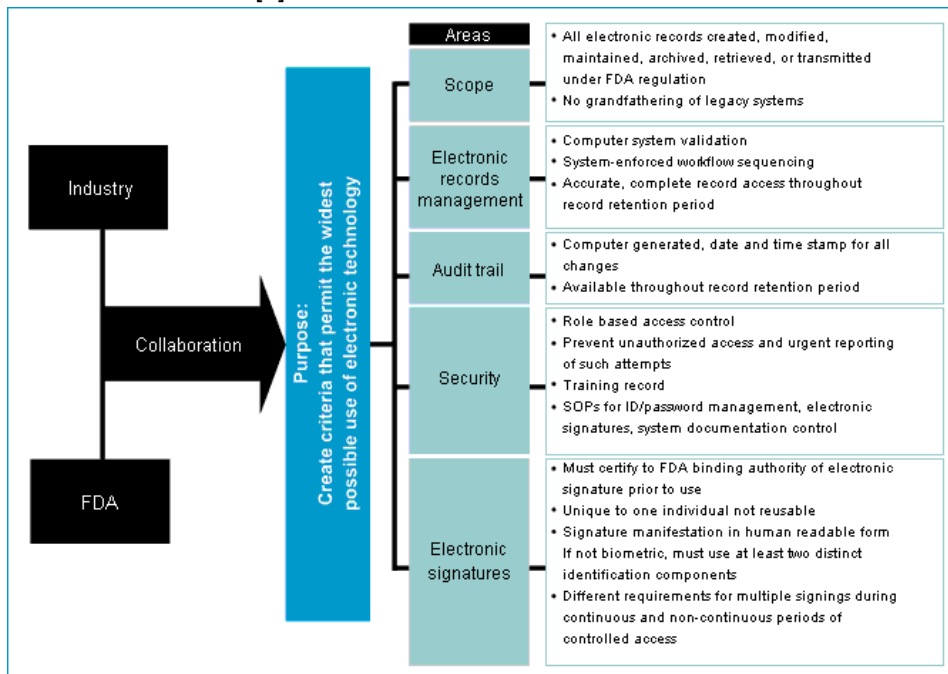 Industry
FDA
Collaboration
Purpose:
Create criteria that permit the widest
possible use of electronic technology
Areas
Scope
• All electronic records created, modified,
maintained, archived, retrieved, or transmitted
under FDA regulation
• No grandfathering of legacy systems
Electronic
records
management
• Computer system validation
• System-enforced workflow sequencing
• Accurate, complete record access throughout
record retention period
Audit trail
• Computer generated, date and time stamp for all
changes
• Available throughout record retention period
Security
• Role based access control
• Prevent unauthorized access and urgent reporting
of such attempts
• Training record
• SOPs for ID/password management, electronic
signatures, system documentation control
Electronic
signatures
• Must certify to FDA binding authority of electronic
signature prior to use
• Unique to one individual not reusable
• Signature manifestation in human readable form
If not biometric, must use at least two distinct
identification components
• Different requirements for multiple signings during
continuous and non-continuous periods of
controlled access